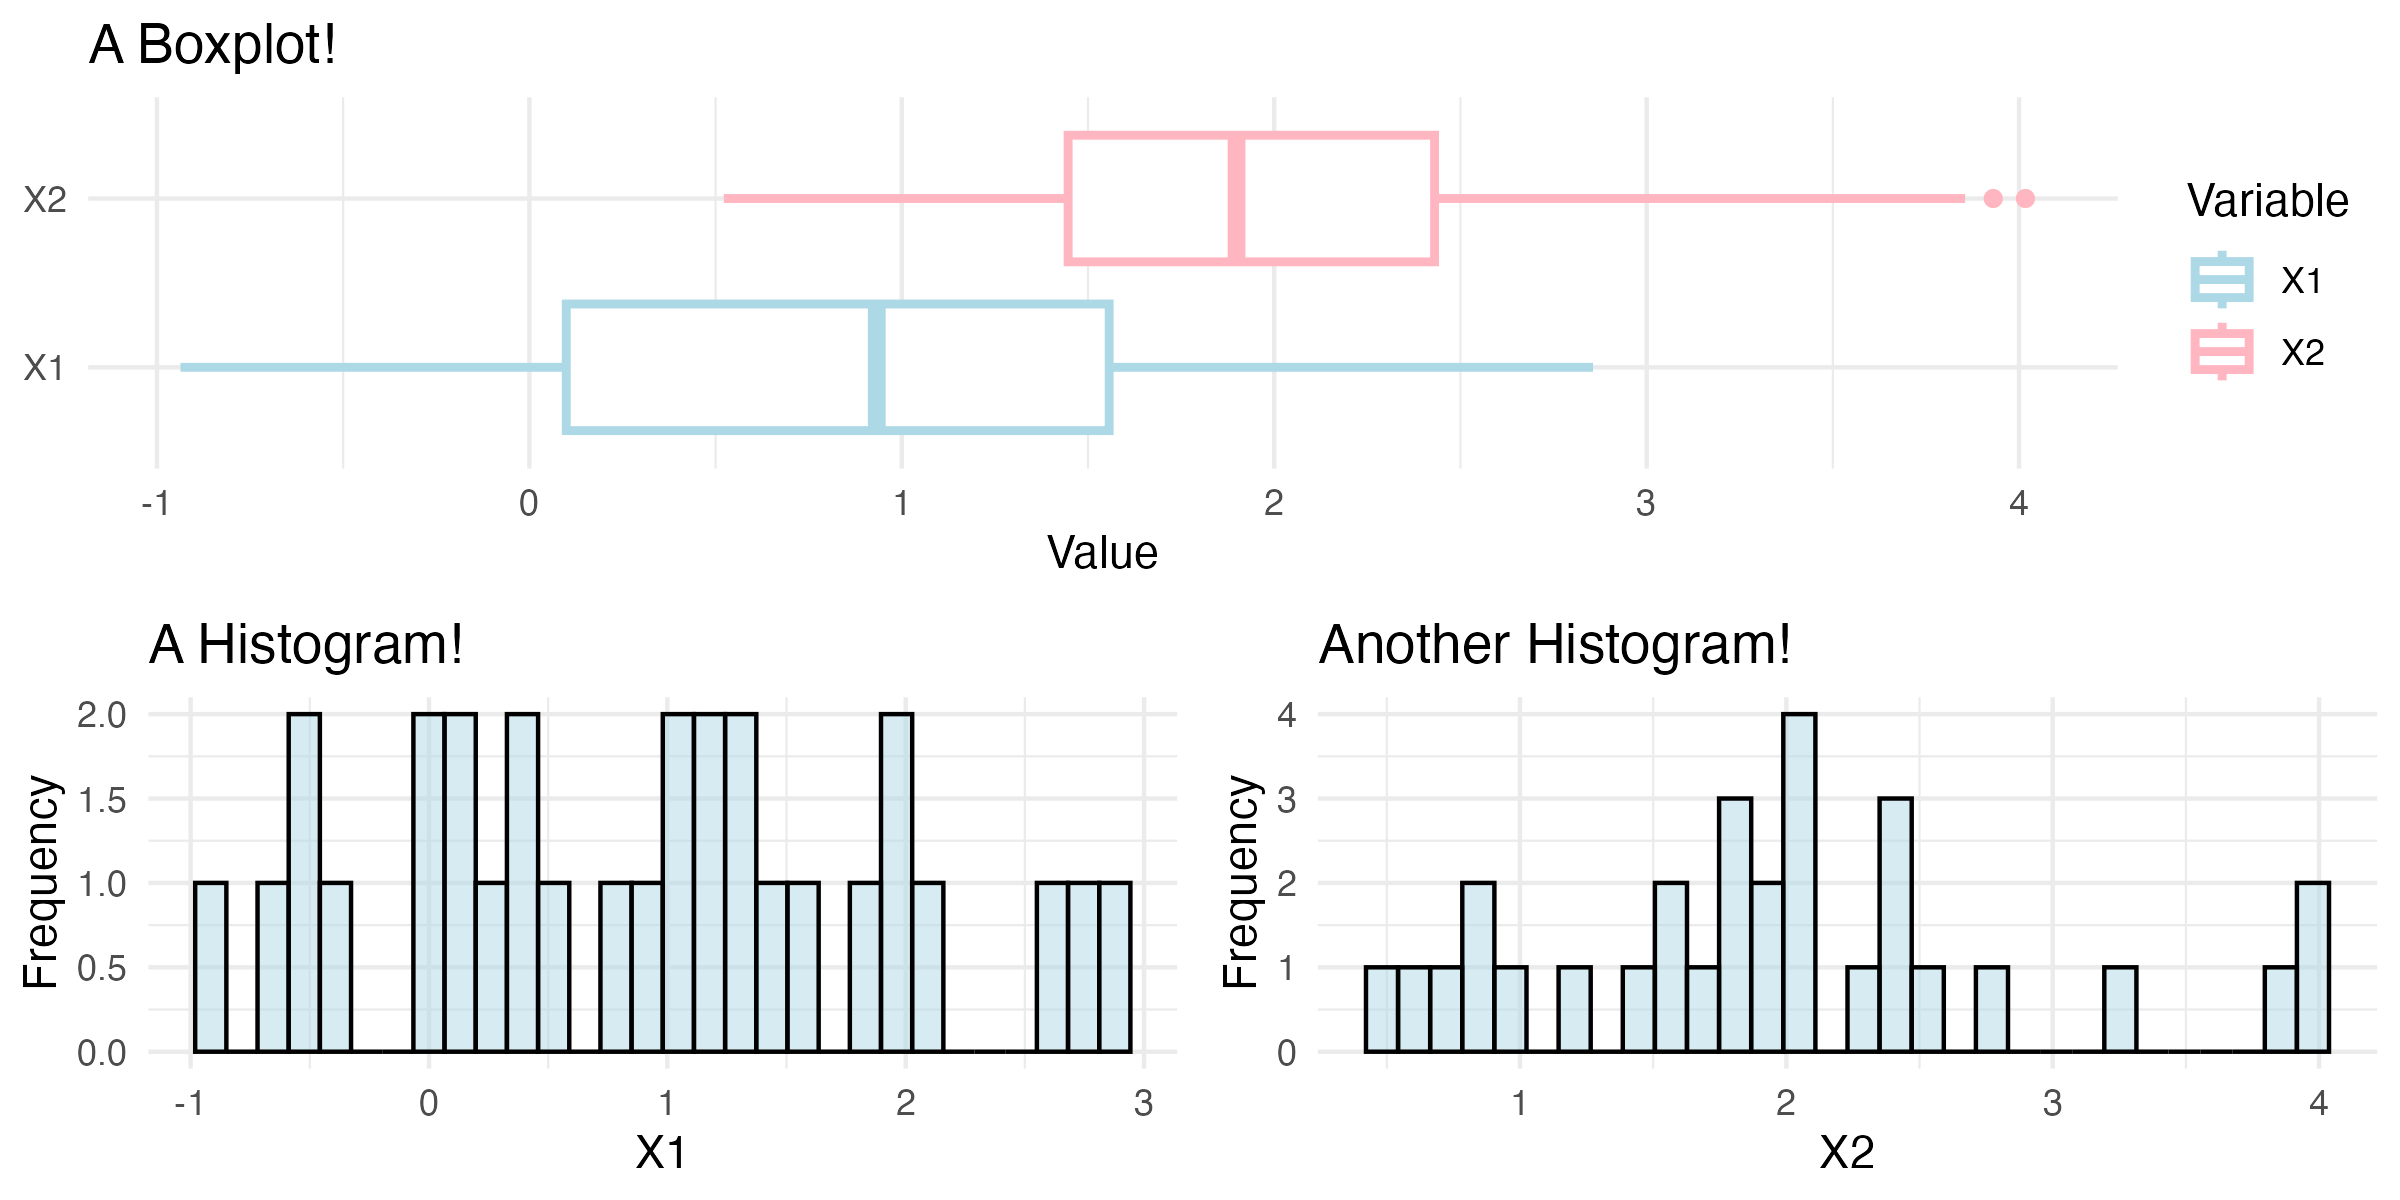 A Boxplot!
X2
X1
-1 0 1 2 3 4
Value
Variable
X1
X2
A Histogram!
2.0
1.5
1.0
0.5
0.0
Frequency
-1 0 1 2 3
X1
Another Histogram!
4
3
2
1
0
Frequency
1 2 3 4
X2